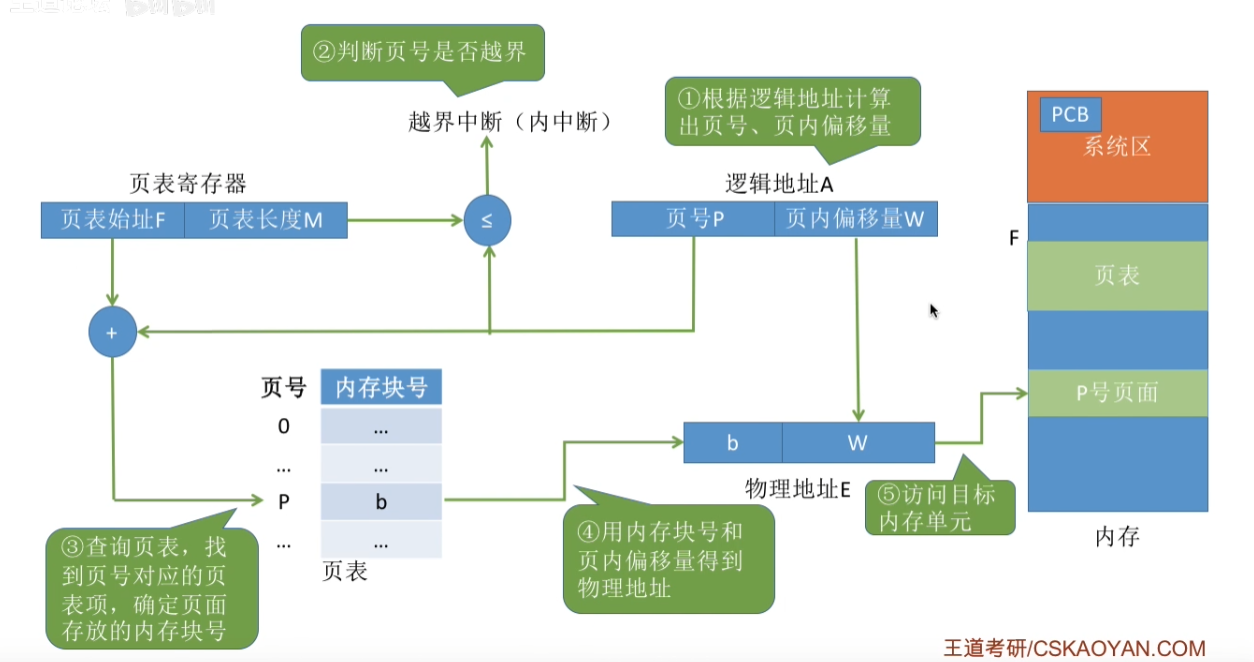 ②判断页号是否越界
①根据逻辑地址计算
出页号、页内偏移量
越界中断（内中断）
PCB
系统区
页表寄存器
逻辑地址A
页表始址F
页表长度M
≤
页号P
页内偏移量W
F
页表
+
页号
内存块号
P号页面
0
...
...
...
b
W
P
b
物理地址E
⑤访问目标
内存单元
③查询页表，找
到页号对应的页
表项，确定页面
存放的内存块号
...
...
页表
④用内存块号和
页内偏移量得到
物理地址
内存
王道考研/CSKAOYAN.COM